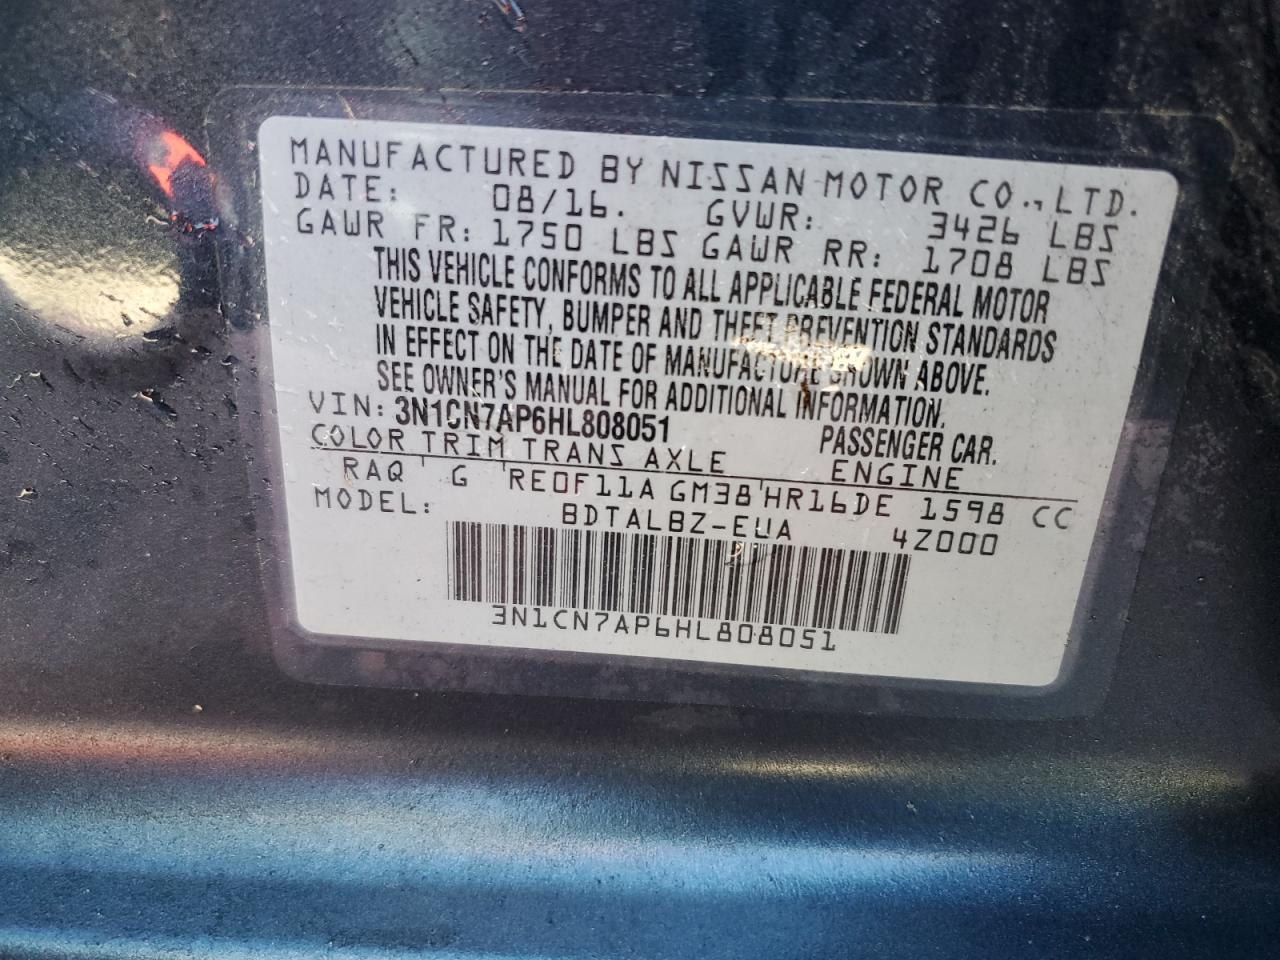 MANUFACTURED BY NISSAN MOTOR CO., LTD.
DATE: 08/16. GVWR: 3426 LBS
GAWR FR: 1750 LBS GAWR RR: 1708 LBS
THIS VEHICLE CONFORMS TO ALL APPLICABLE FEDERAL MOTOR
VEHICLE SAFETY, BUMPER AND THEFT PREVENTION STANDARDS
IN EFFECT ON THE DATE OF MANUFACTURE SHOWN ABOVE.
SEE OWNER'S MANUAL FOR ADDITIONAL INFORMATION.
VIN: 3N1CN7AP6HL808051 PASSENGER CAR.
COLOR TRIM TRANS AXLE ENGINE
RAQ G RE0F11A GM38 HR16DE 1598 CC
MODEL: BDTALBZ-EUA 4Z000
3N1CN7AP6HL808051